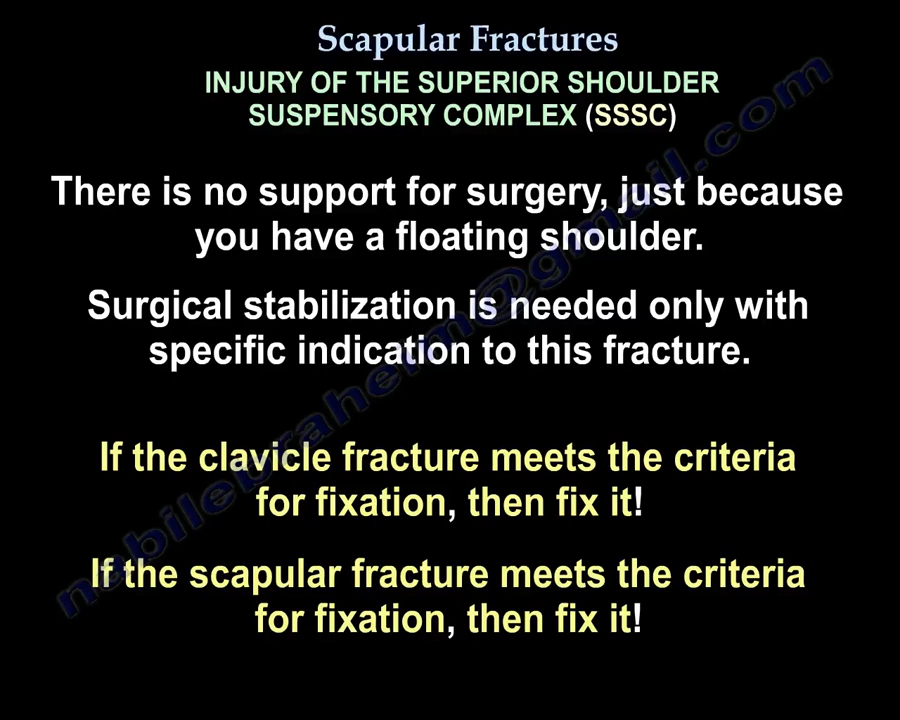 Scapular Fractures
INJURY OF THE SUPERIOR SHOULDER
SUSPENSORY COMPLEX (SSSC)
There is no support for surgery, just because
you have a floating shoulder.
Surgical stabilization is needed only with
specific indication to this fracture.
If the clavicle fracture meets the criteria
for fixation, then fix it!
If the scapular fracture meets the criteria
for fixation, then fix it!
nabilebraheim@gmail.com